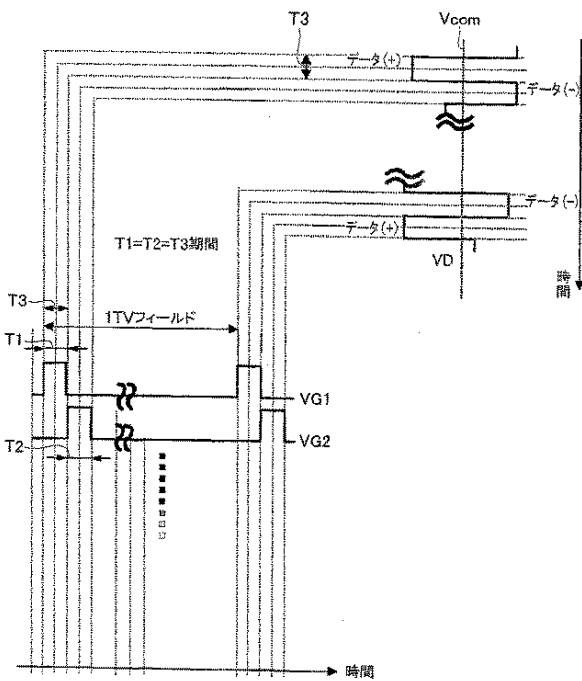 T3
Vcom
データ(+)
データ(-)
データ(-)
データ(+)
T1=T2=T3期間
VD
時間
T3
1TVフィールド
T1
VG1
VG2
T2
時間